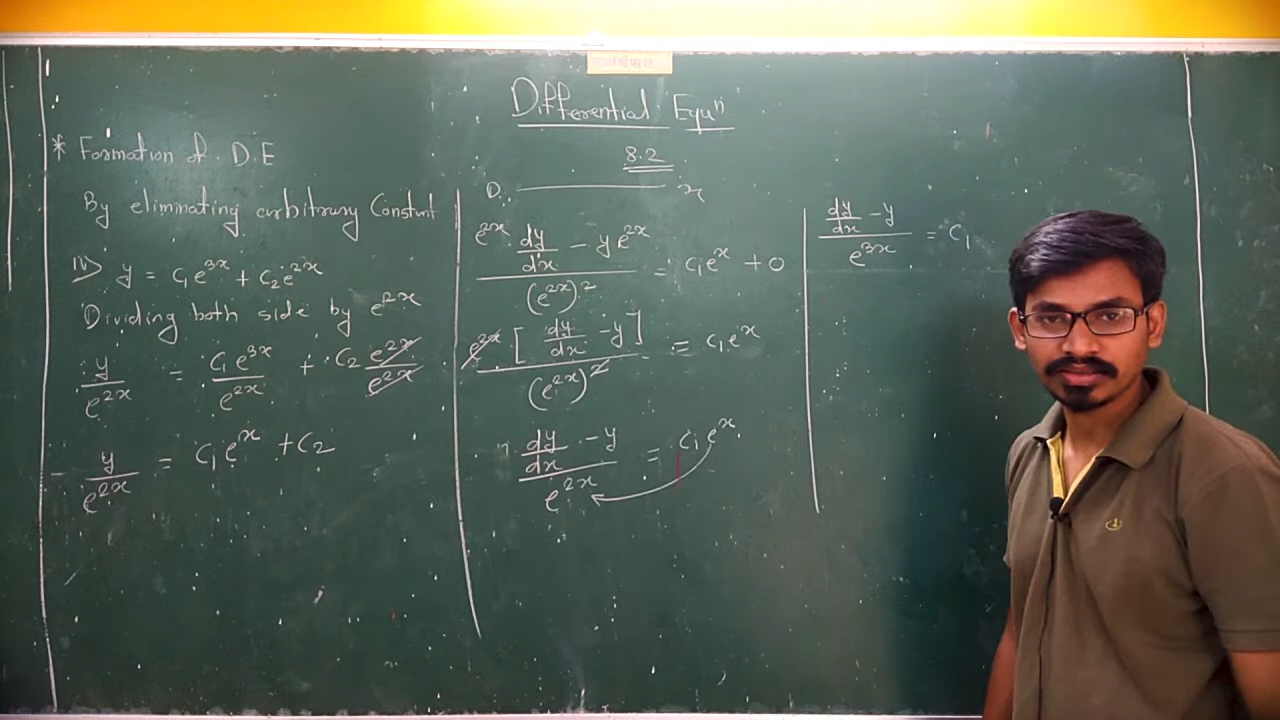 Differential Equⁿ
* Formation of D.E
By eliminating arbitrary Constant
IV> y = C₁e³ˣ + C₂e²ˣ
Dividing both side by e²ˣ
y/e²ˣ = C₁e³ˣ/e²ˣ + C₂ e²ˣ/e²ˣ
y/e²ˣ = C₁eˣ + C₂
8.2
D. x
(e²ˣ · dy/dx - y e²ˣ)/(e²ˣ)² = C₁eˣ + 0
e²ˣ [dy/dx - y]/(e²ˣ)² = C₁eˣ
(dy/dx - y)/e²ˣ = C₁eˣ
(dy/dx - y)/e³ˣ = C₁